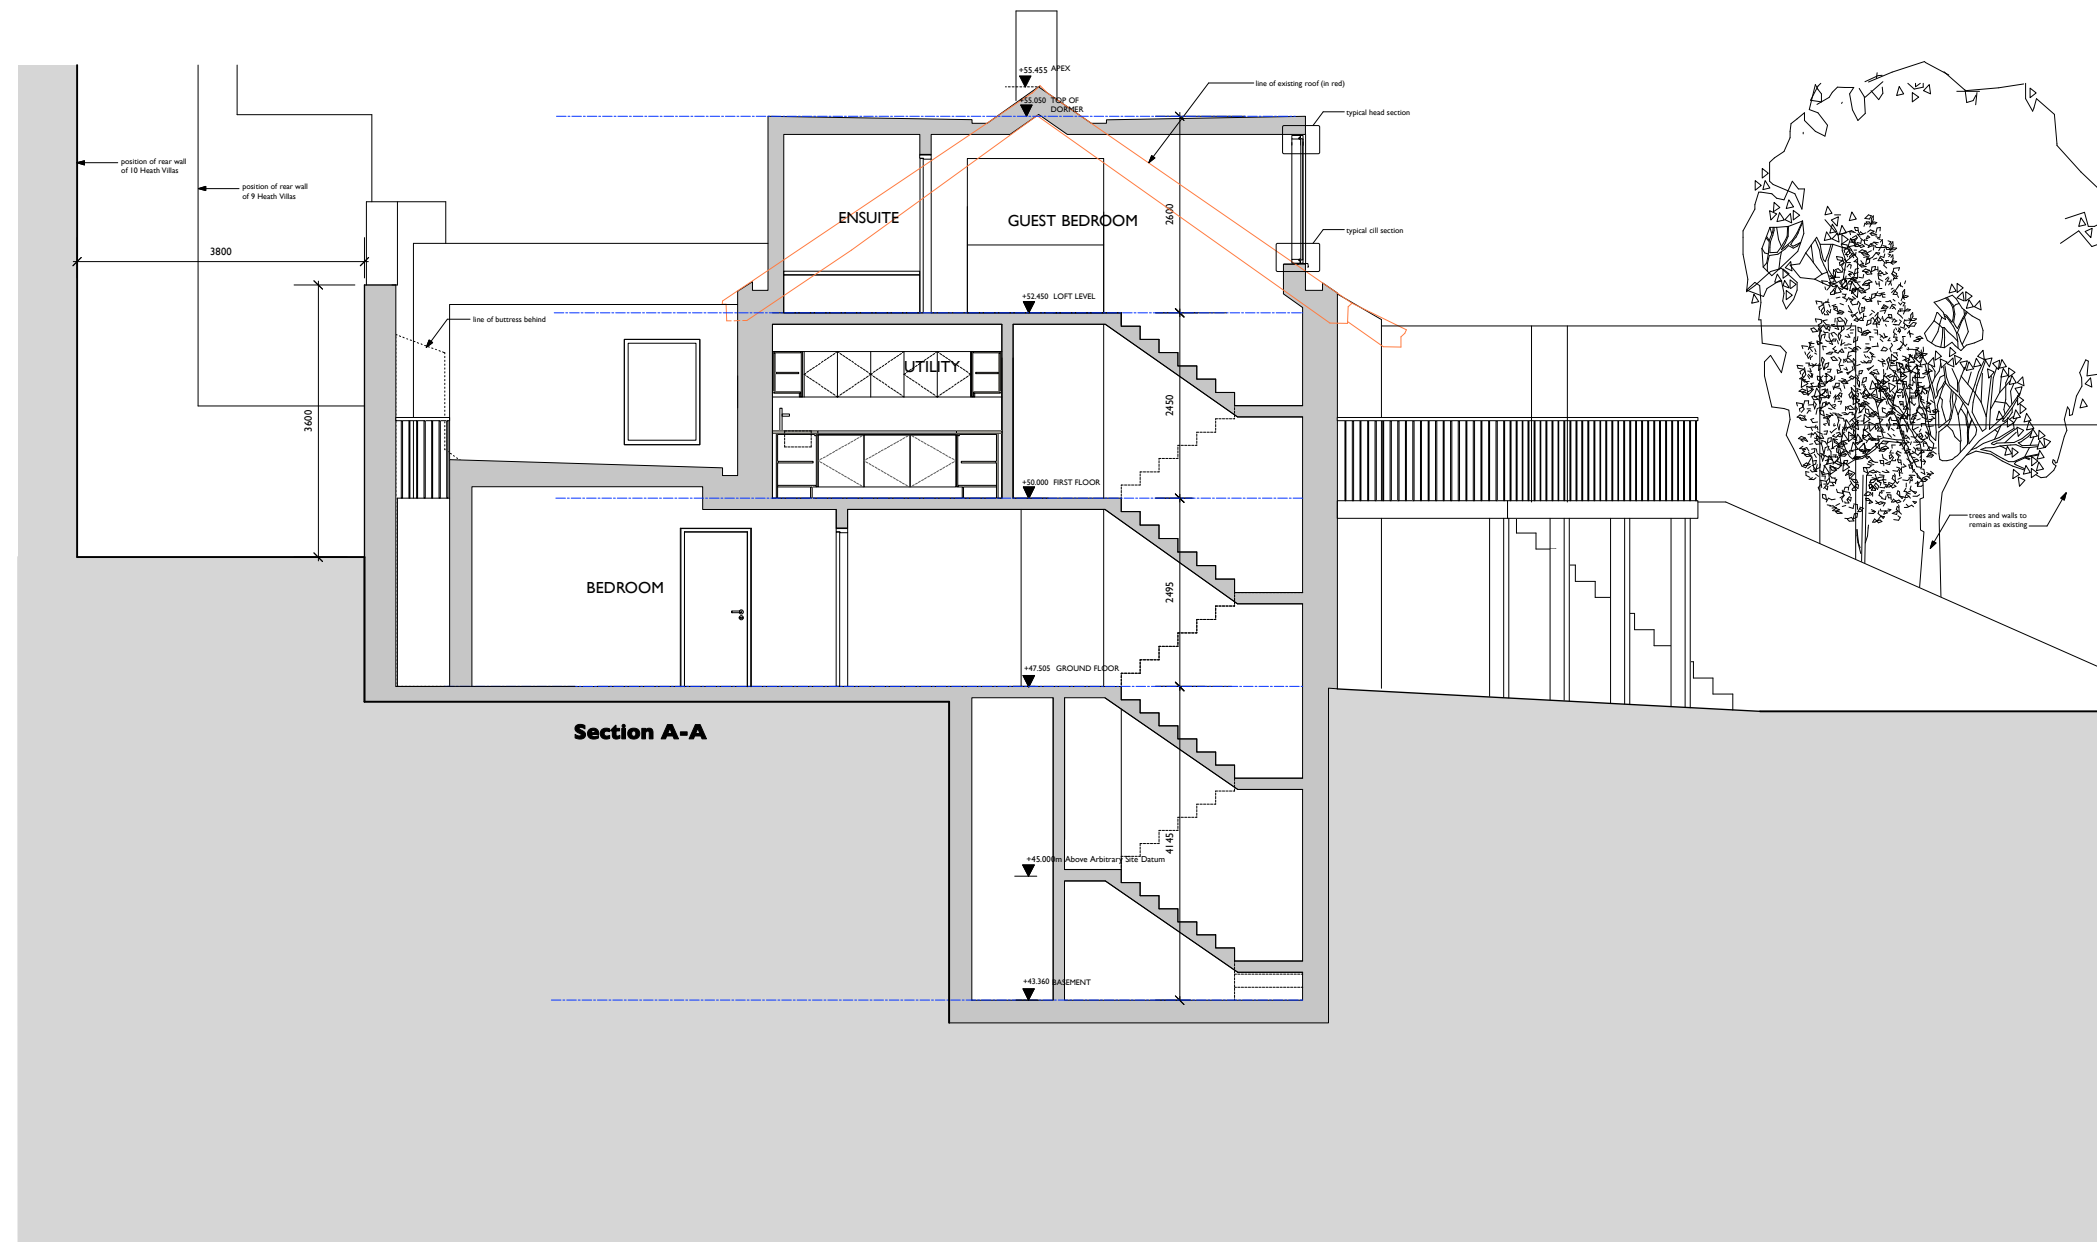 +55.455 APEX
+55.050 TOP OF
DORMER
line of existing roof (in red)
typical head section
position of rear wall
of 10 Heath Villas
position of rear wall
of 9 Heath Villas
ENSUITE
GUEST BEDROOM
2600
typical cill section
3800
+52.450 LOFT LEVEL
line of buttress behind
UTILITY
3600
2450
+50.000 FIRST FLOOR
trees and walls to
remain as existing
BEDROOM
2495
+47.505 GROUND FLOOR
Section A-A
4145
+45.000m Above Arbitrary Site Datum
+43.360 BASEMENT